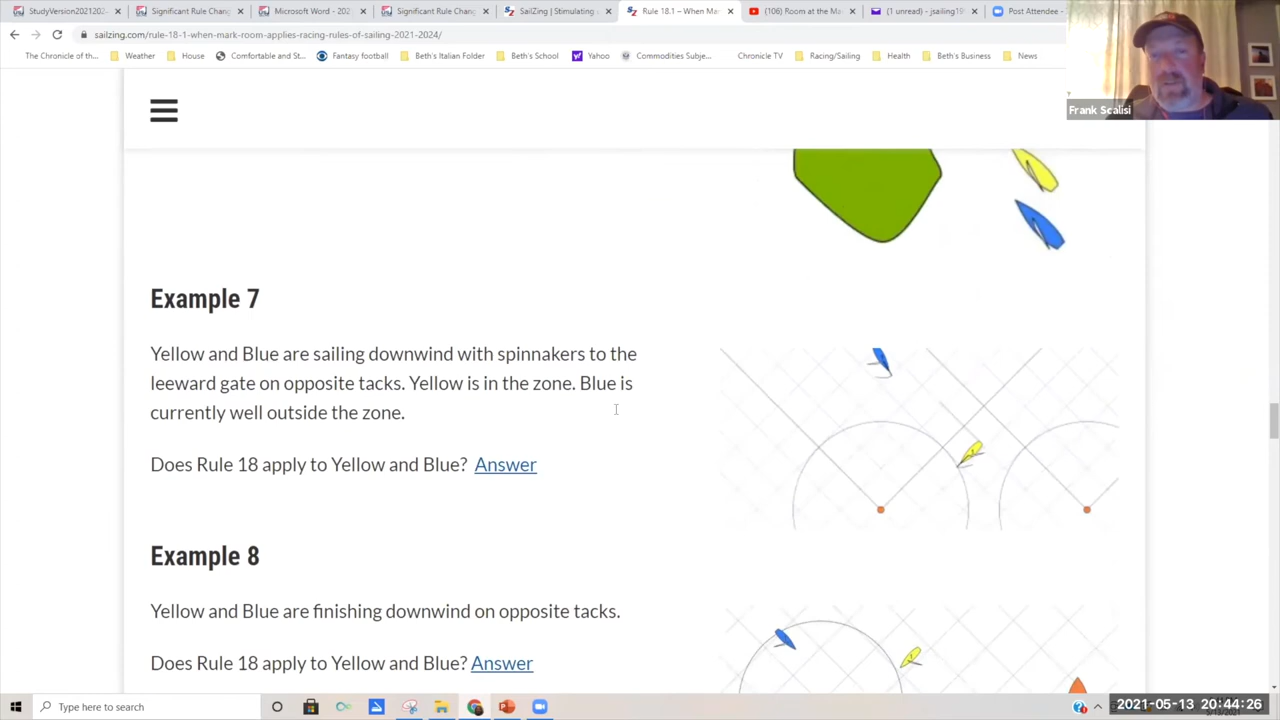 StudyVersion2021202
Significant Rule Chang
Microsoft Word - 202
Significant Rule Chang
SailZing | Stimulating
Rule 18.1 – When Ma
(106) Room at the Ma
(1 unread) - jsailing19
Post Attendee -
sailzing.com/rule-18-1-when-mark-room-applies-racing-rules-of-sailing-2021-2024/
The Chronicle of th...
Weather
House
Comfortable and St...
Fantasy football
Beth's Italian Folder
Beth's School
Yahoo
Commodities Subje...
Chronicle TV
Racing/Sailing
Health
Beth's Business
News
Frank Scalisi
Example 7
Yellow and Blue are sailing downwind with spinnakers to the
leeward gate on opposite tacks. Yellow is in the zone. Blue is
currently well outside the zone.
Does Rule 18 apply to Yellow and Blue? Answer
Example 8
Yellow and Blue are finishing downwind on opposite tacks.
Does Rule 18 apply to Yellow and Blue? Answer
Type here to search
2021-05-13 20:44:26